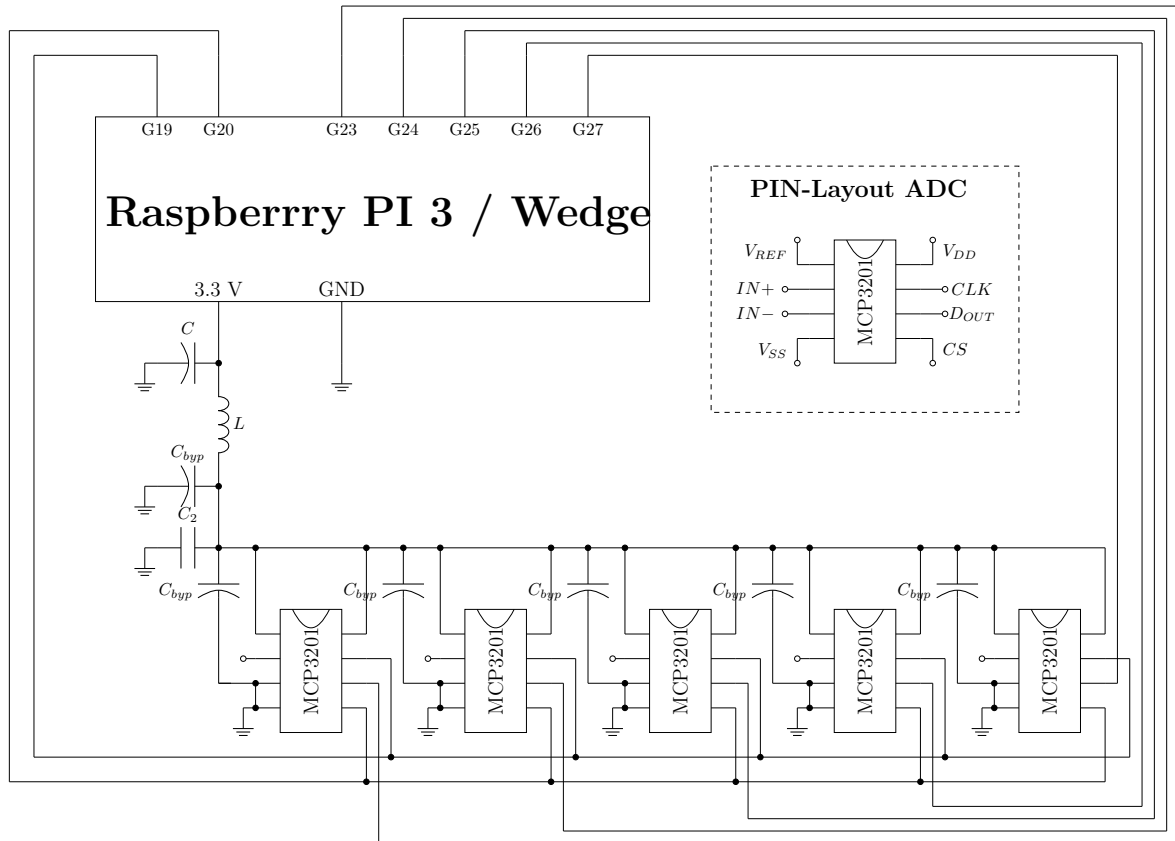 G19 G20 G23 G24 G25 G26 G27
Raspberrry PI 3 / Wedge
3.3 V GND
PIN-Layout ADC
V_REF V_DD
IN+ CLK
IN− D_OUT
V_SS CS
MCP3201
C
L
C_byp
C_2
C_byp C_byp C_byp C_byp C_byp
MCP3201 MCP3201 MCP3201 MCP3201 MCP3201